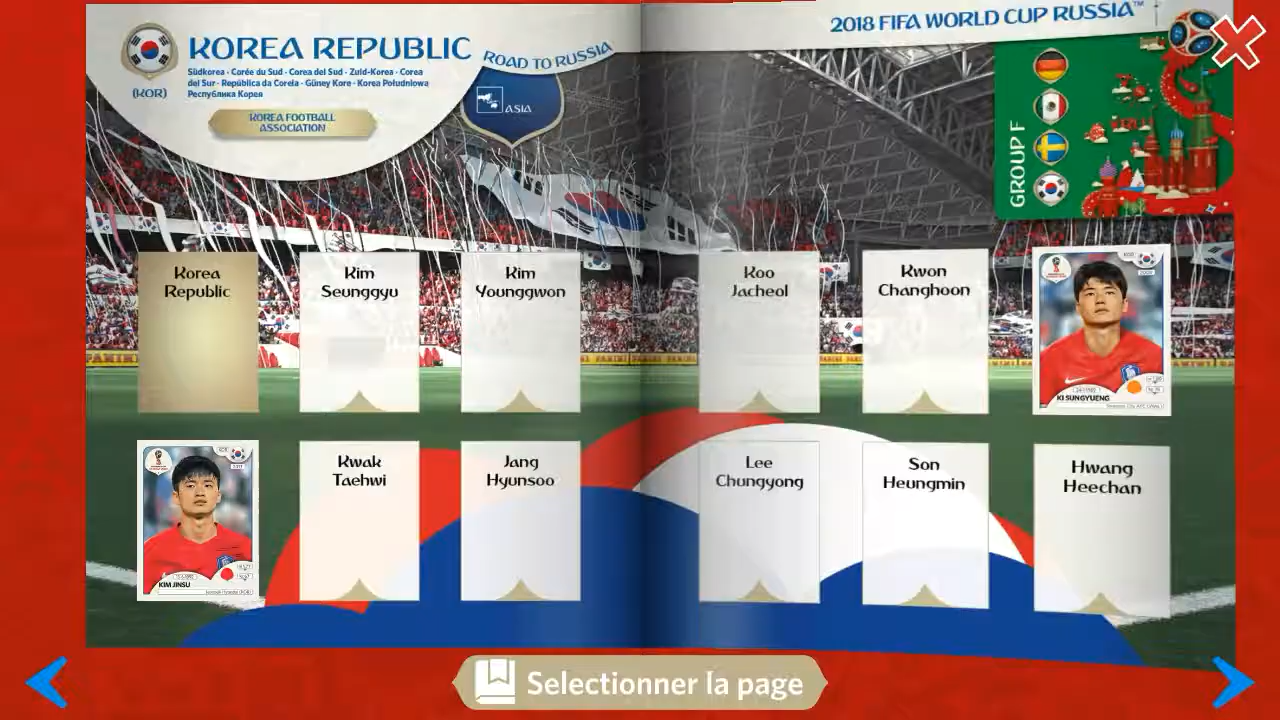 KOREA REPUBLIC
Südkorea · Corée du Sud · Corea del Sud · Zuid-Korea · Corea
del Sur · República da Coreia · Güney Kore · Korea Południowa
Республика Корея
(KOR)
KOREA FOOTBALL
ASSOCIATION
ROAD TO RUSSIA
ASIA
2018 FIFA WORLD CUP RUSSIA™
GROUP F
Korea
Republic
Kim
Seunggyu
Kim
Younggwon
Koo
Jacheol
Kwon
Changhoon
KI SUNGYUENG
PANINI
KIM JINSU
Kwak
Taehwi
Jang
Hyunsoo
Lee
Chungyong
Son
Heungmin
Hwang
Heechan
Selectionner la page